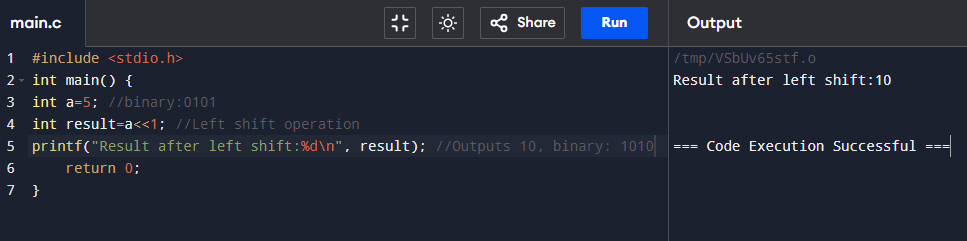 main.c Share Run Output
1 #include <stdio.h>
2 int main() {
3 int a=5; //binary:0101
4 int result=a<<1; //Left shift operation
5 printf("Result after left shift:%d\n", result); //Outputs 10, binary: 1010
6     return 0;
7 }
/tmp/VSbUv65stf.o
Result after left shift:10
=== Code Execution Successful ===